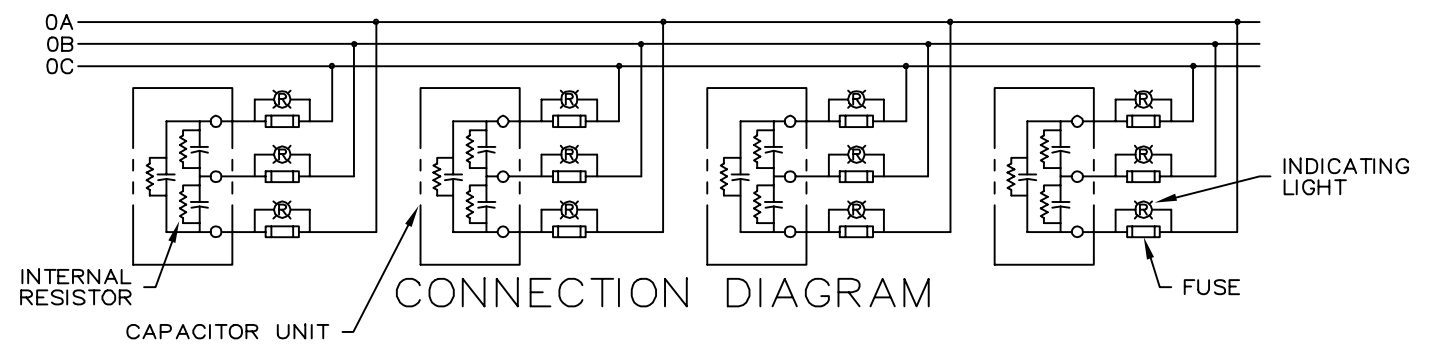 0A
0B
0C
R R R R
R R R R
R R R R
INDICATING
LIGHT
INTERNAL
RESISTOR
CONNECTION DIAGRAM
FUSE
CAPACITOR UNIT